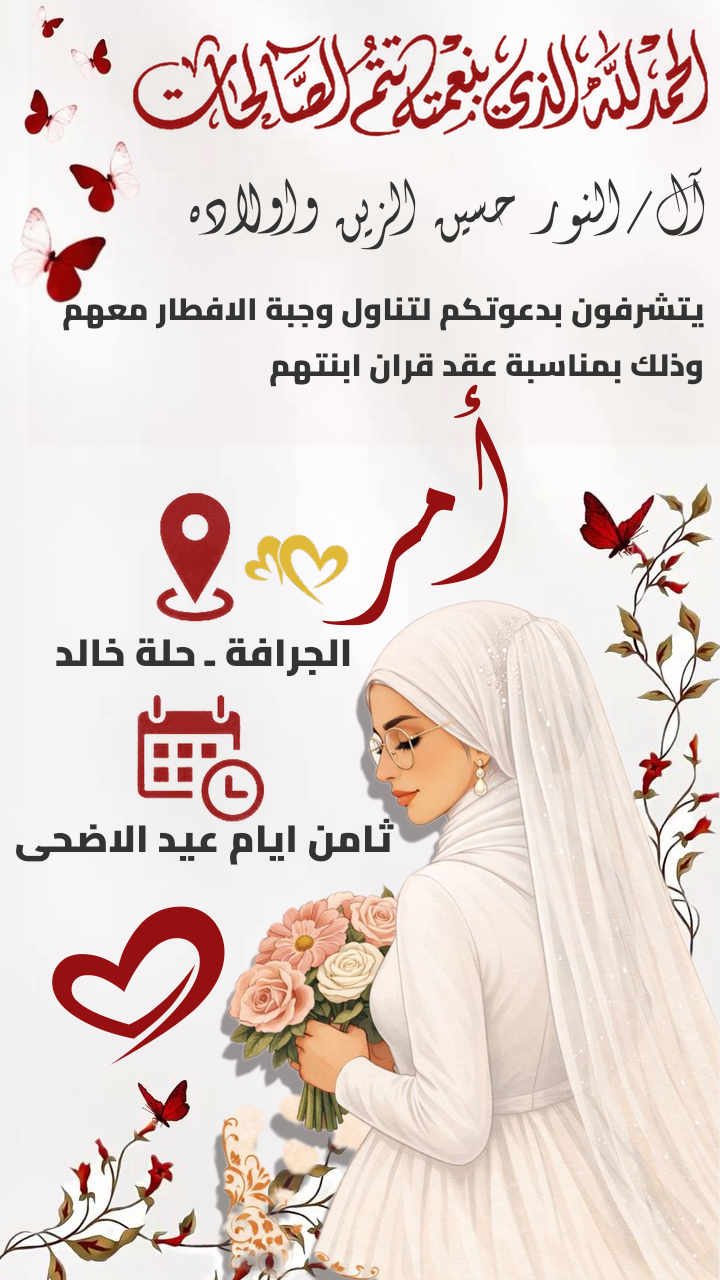 الحمد لله الذي بنعمته تتم الصالحات
آل/النور حسين الزين واولاده
يتشرفون بدعوتكم لتناول وجبة الافطار معهم
وذلك بمناسبة عقد قران ابنتهم
أمر
الجرافة ـ حلة خالد
ثامن ايام عيد الاضحى